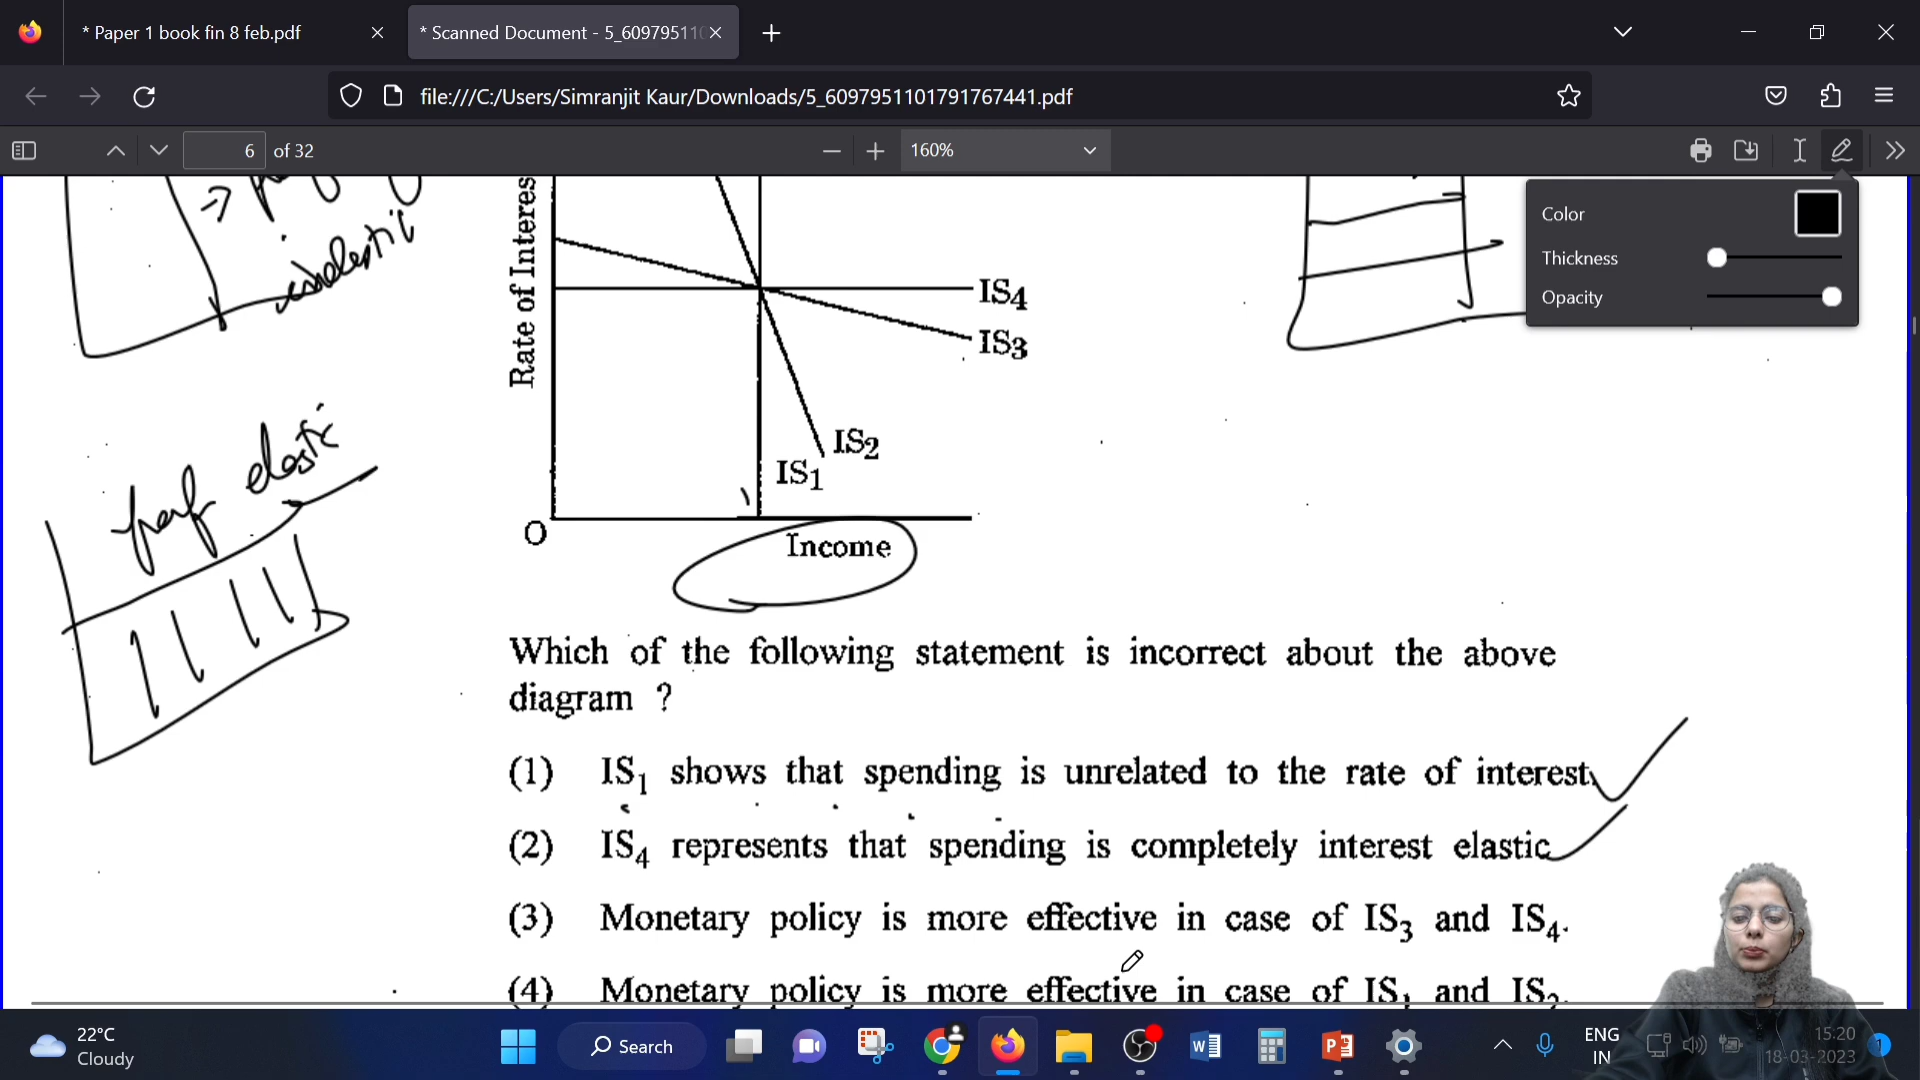 * Paper 1 book fin 8 feb.pdf
* Scanned Document - 5_60979511
file:///C:/Users/Simranjit Kaur/Downloads/5_6097951101791767441.pdf
6 of 32
160%
Color
Thickness
Opacity
inelastic
Rate of Interes
IS4
IS3
IS2
IS1
O
Income
perf elastic
Which of the following statement is incorrect about the above
diagram ?
(1) IS1 shows that spending is unrelated to the rate of interest.
(2) IS4 represents that spending is completely interest elastic
(3) Monetary policy is more effective in case of IS3 and IS4.
(4) Monetary policy is more effective in case of IS1 and IS2.
22°C
Cloudy
Search
ENG
IN
15:20
18-03-2023
1